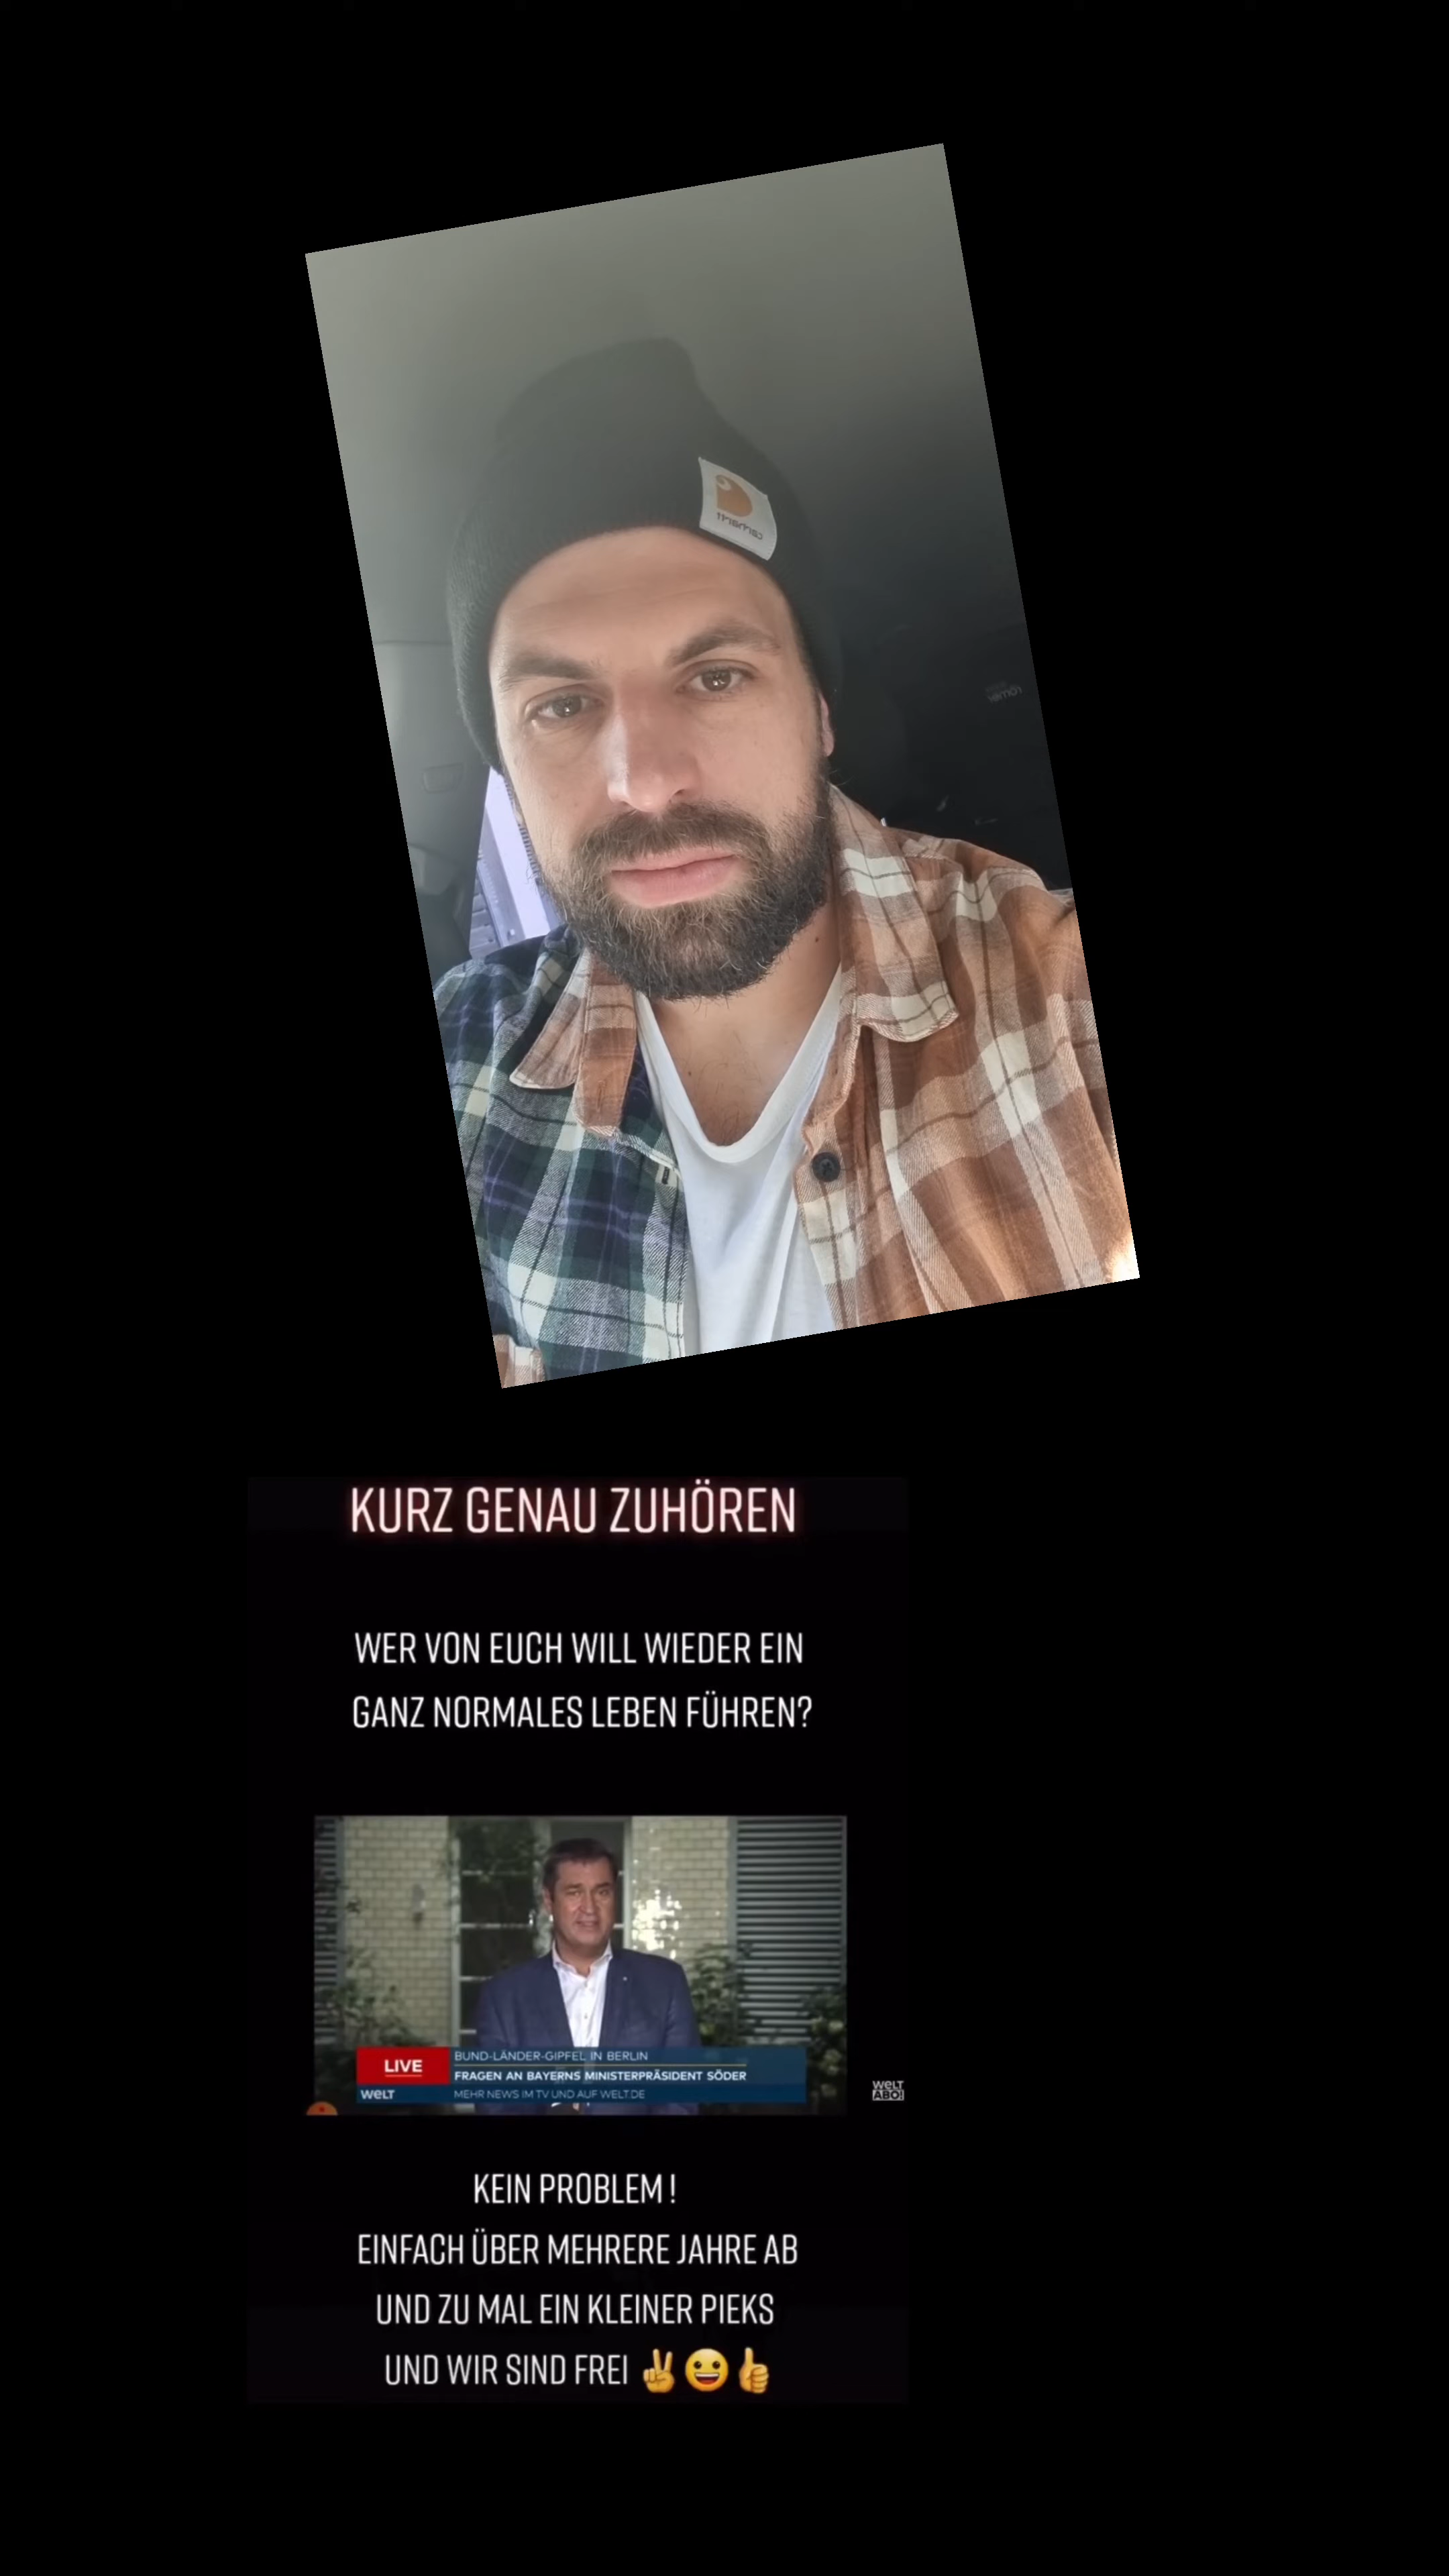 carhartt
römer
KURZ GENAU ZUHÖREN
WER VON EUCH WILL WIEDER EIN
GANZ NORMALES LEBEN FÜHREN?
LIVE
BUND-LÄNDER-GIPFEL IN BERLIN
FRAGEN AN BAYERNS MINISTERPRÄSIDENT SÖDER
WELT
MEHR NEWS IM TV UND AUF WELT.DE
WELT
ABO!
KEIN PROBLEM !
EINFACH ÜBER MEHRERE JAHRE AB
UND ZU MAL EIN KLEINER PIEKS
UND WIR SIND FREI ✌😀👍